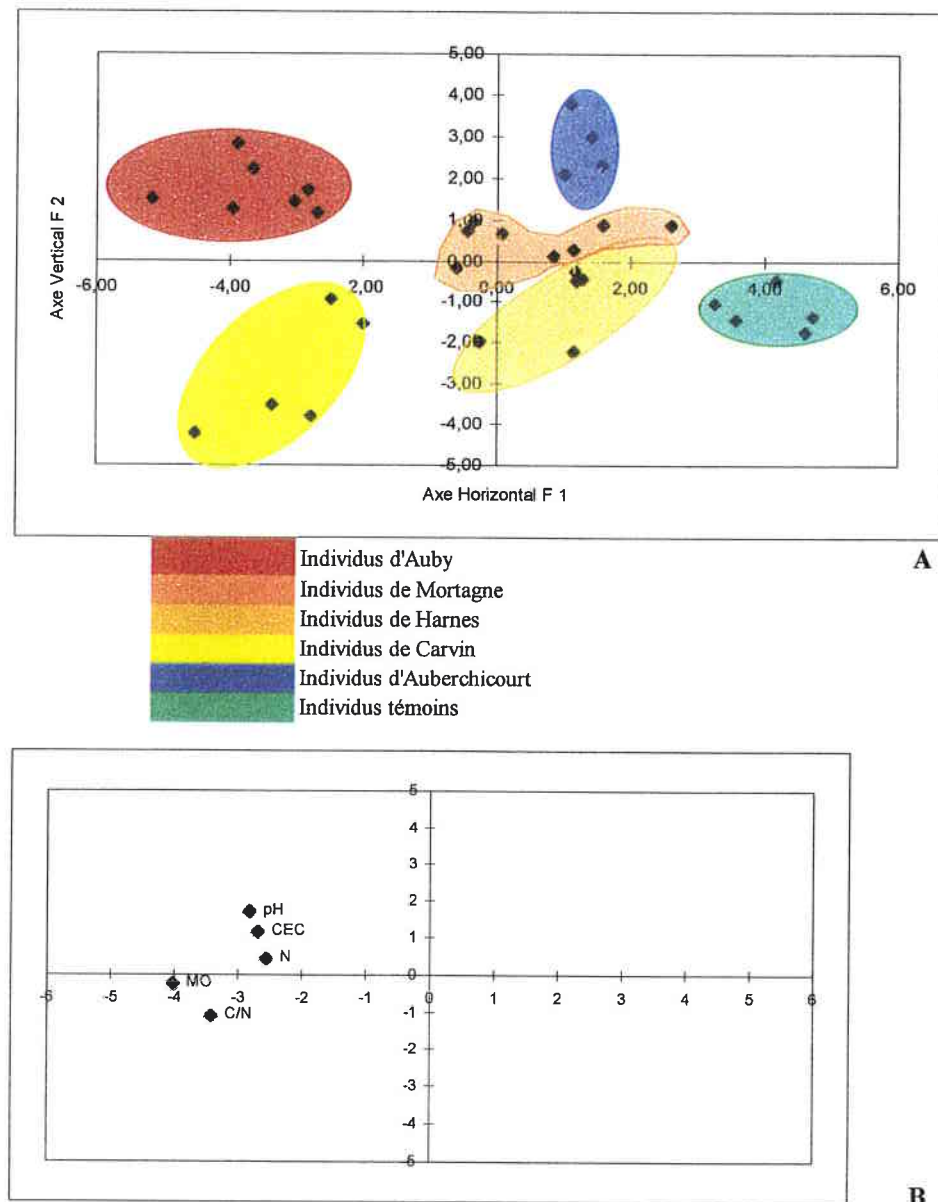 5,00
4,00
3,00
2,00
1,00
0,00
-6,00 -4,00 -2,00 0,00 2,00 4,00 6,00
-1,00
-2,00
-3,00
-4,00
-5,00
Axe Vertical F 2
Axe Horizontal F 1
A
Individus d'Auby
Individus de Mortagne
Individus de Harnes
Individus de Carvin
Individus d'Auberchicourt
Individus témoins
5
4
3
2
pH
1
CEC
N
0
MO
-6 -5 -4 -3 -2 -1 0 1 2 3 4 5 6
C/N
-1
-2
-3
-4
-5
B